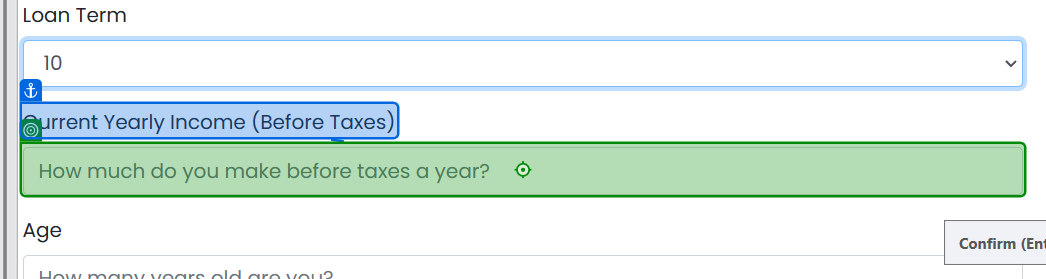 Loan Term
10
Current Yearly Income (Before Taxes)
How much do you make before taxes a year?
Age
Confirm (Ent
How many years old are you?